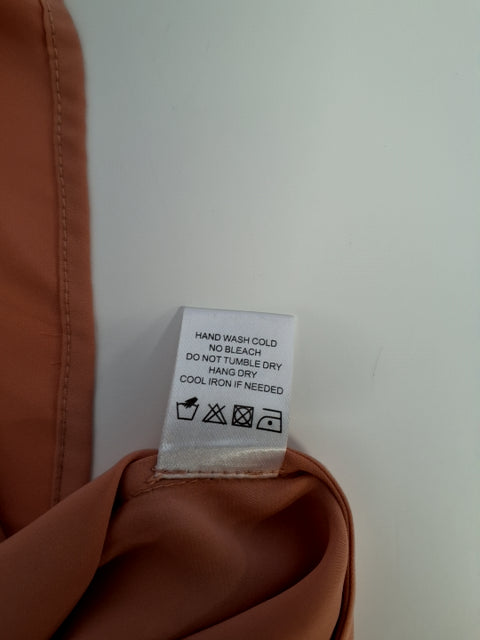 HAND WASH COLD
NO BLEACH
DO NOT TUMBLE DRY
HANG DRY
COOL IRON IF NEEDED